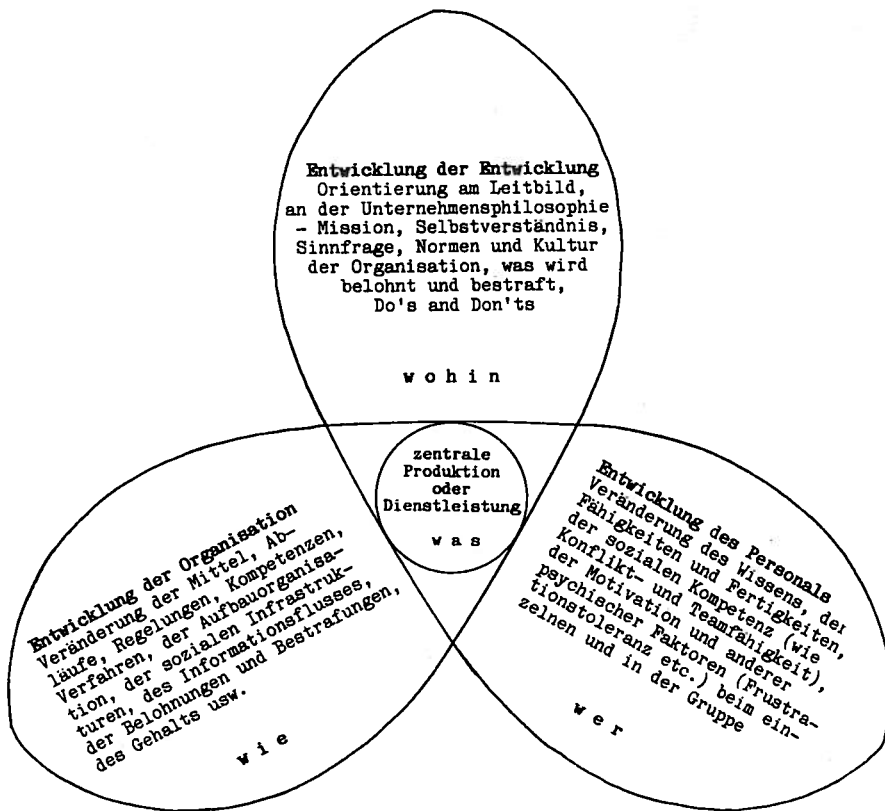 Entwicklung der Entwicklung
Orientierung am Leitbild,
an der Unternehmensphilosophie
- Mission, Selbstverständnis,
Sinnfrage, Normen und Kultur
der Organisation, was wird
belohnt und bestraft,
Do's and Don'ts
w o h i n
zentrale
Produktion
oder
Dienstleistung
w a s
Entwicklung der Organisation
Veränderung der Mittel, Ab-
läufe, Regelungen, Kompetenzen,
Verfahren, der Aufbauorganisa-
tion, der sozialen Infrastruk-
turen, des Informationsflusses,
der Belohnungen und Bestrafungen,
des Gehalts usw.
w i e
Entwicklung des Personals
Veränderung des Wissens, der
Fähigkeiten und Fertigkeiten,
der sozialen Kompetenz (wie
Konflikt- und Teamfähigkeit),
der Motivation und anderer
psychischer Faktoren (Frustra-
tionstoleranz etc.) beim ein-
zelnen und in der Gruppe
w e r